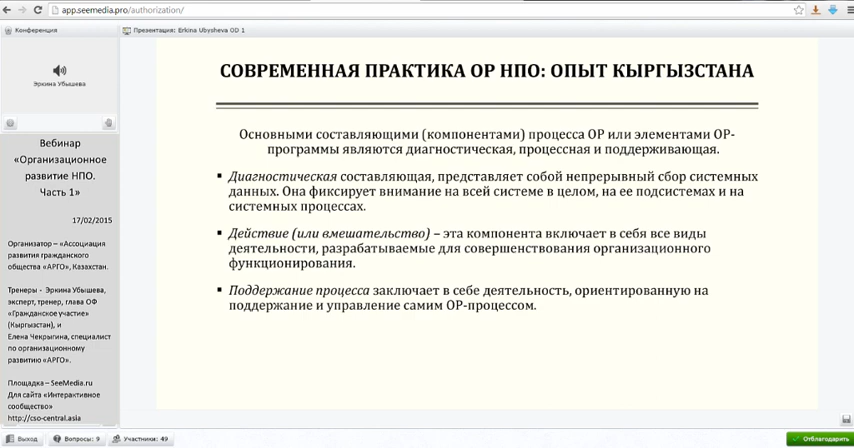 app.seemedia.pro/authorization/
Конференция
Презентация: Erkina Ubysheva OD 1
Эркина Убышева
Вебинар
«Организационное
развитие НПО.
Часть 1»
17/02/2015
Организатор – «Ассоциация
развития гражданского
общества «АРГО», Казахстан.
Тренеры - Эркина Убышева,
эксперт, тренер, глава ОФ
«Гражданское участие»
(Кыргызстан), и
Елена Чекрыгина, специалист
по организационному
развитию «АРГО».
Площадка – SeeMedia.ru
Для сайта «Интерактивное
сообщество»
http://cso-central.asia
СОВРЕМЕННАЯ ПРАКТИКА ОР НПО: ОПЫТ КЫРГЫЗСТАНА
Основными составляющими (компонентами) процесса ОР или элементами ОР-
программы являются диагностическая, процессная и поддерживающая.
▪ Диагностическая составляющая, представляет собой непрерывный сбор системных
данных. Она фиксирует внимание на всей системе в целом, на ее подсистемах и на
системных процессах.
▪ Действие (или вмешательство) – эта компонента включает в себя все виды
деятельности, разрабатываемые для совершенствования организационного
функционирования.
▪ Поддержание процесса заключает в себе деятельность, ориентированную на
поддержание и управление самим ОР-процессом.
Выход
Вопросы: 9
Участники: 49
Отблагодарить